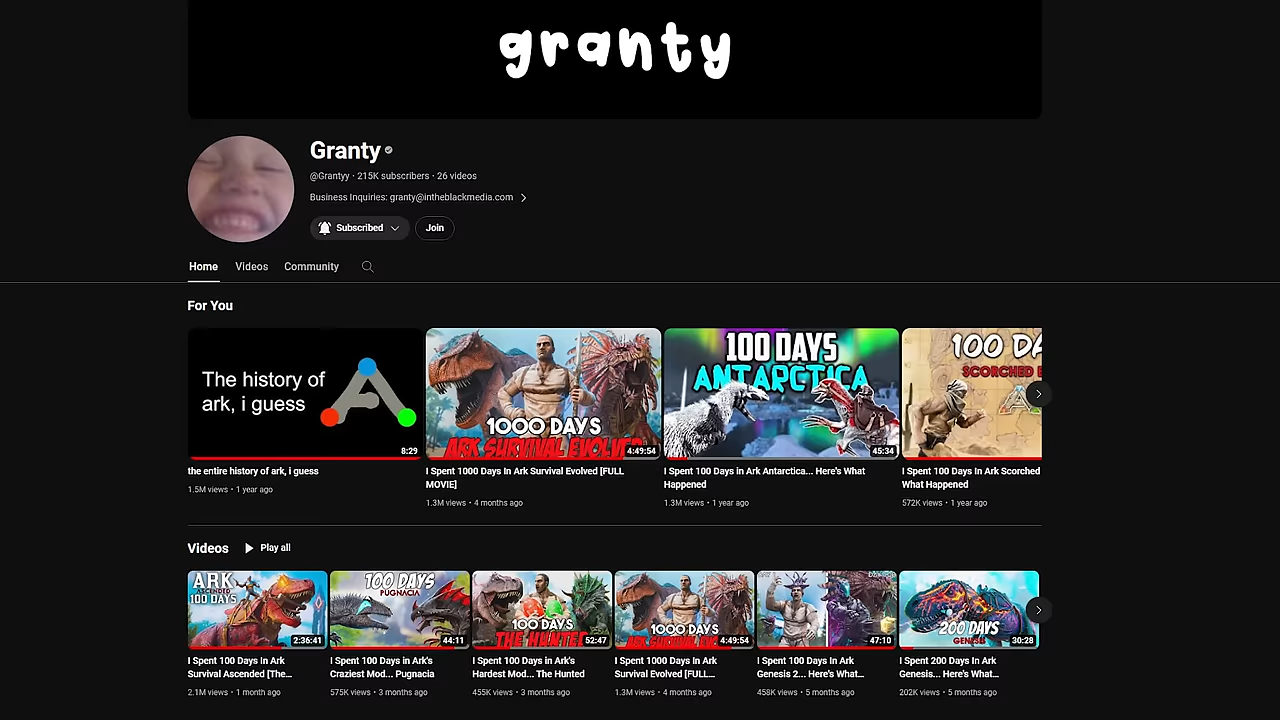 granty
Granty
@Grantyy · 215K subscribers · 26 videos
Business Inquiries: granty@intheblackmedia.com
Subscribed
Join
Home
Videos
Community
For You
The history of
ark, i guess
8:29
the entire history of ark, i guess
1.5M views • 1 year ago
1000 DAYS
ARK SURVIVAL EVOLVED
4:49:54
I Spent 1000 Days In Ark Survival Evolved [FULL
MOVIE]
1.3M views • 4 months ago
100 DAYS
ANTARCTICA
45:34
I Spent 100 Days in Ark Antarctica... Here's What
Happened
1.3M views • 1 year ago
100 DA
SCORCHED E
I Spent 100 Days In Ark Scorched
What Happened
572K views • 1 year ago
Videos
Play all
ARK
ASCENDED
100 DAYS
2:36:41
I Spent 100 Days In Ark
Survival Ascended [The...
2.1M views • 1 month ago
100 DAYS
PUGNACIA
44:11
I Spent 100 Days in Ark's
Craziest Mod... Pugnacia
575K views • 3 months ago
100 DAYS
THE HUNTED
52:47
I Spent 100 Days in Ark's
Hardest Mod... The Hunted
455K views • 3 months ago
1000 DAYS
4:49:54
I Spent 1000 Days In Ark
Survival Evolved [FULL...
1.3M views • 4 months ago
47:10
I Spent 100 Days In Ark
Genesis 2... Here's What...
458K views • 5 months ago
200 DAYS
GENESIS
30:28
I Spent 200 Days In Ark
Genesis... Here's What...
202K views • 5 months ago